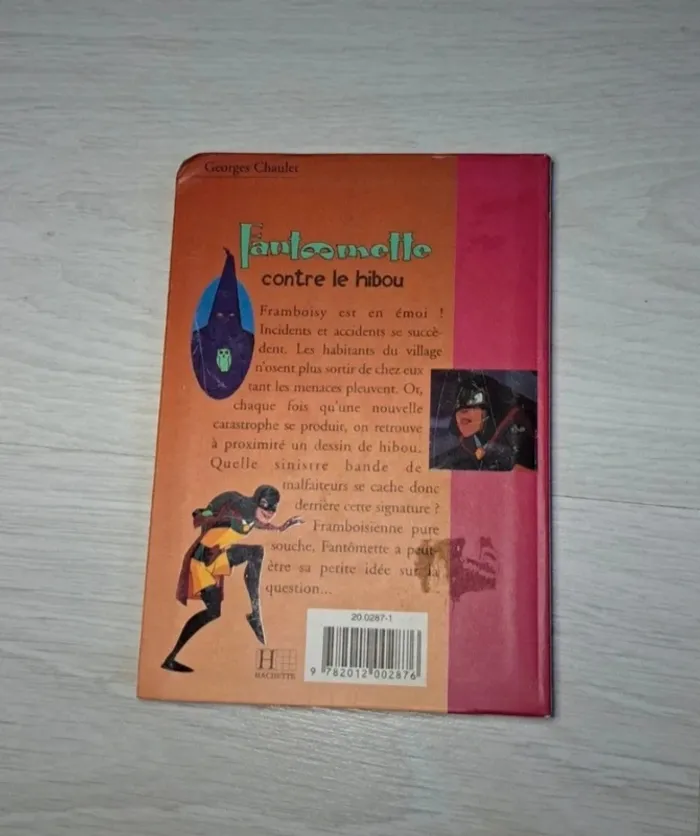 Georges Chaulet
Fantômette
contre le hibou
Framboisy est en émoi !
Incidents et accidents se succè-
dent. Les habitants du village
n'osent plus sortir de chez eux
tant les menaces pleuvent. Or,
chaque fois qu'une nouvelle
catastrophe se produit, on retrouve
à proximité un dessin de hibou.
Quelle sinistre bande de
malfaiteurs se cache donc
derrière cette signature ?
Framboisienne pure
souche, Fantômette a peut-
être sa petite idée sur la
question...
20.0287-1
H
HACHETTE
9 782012 002876